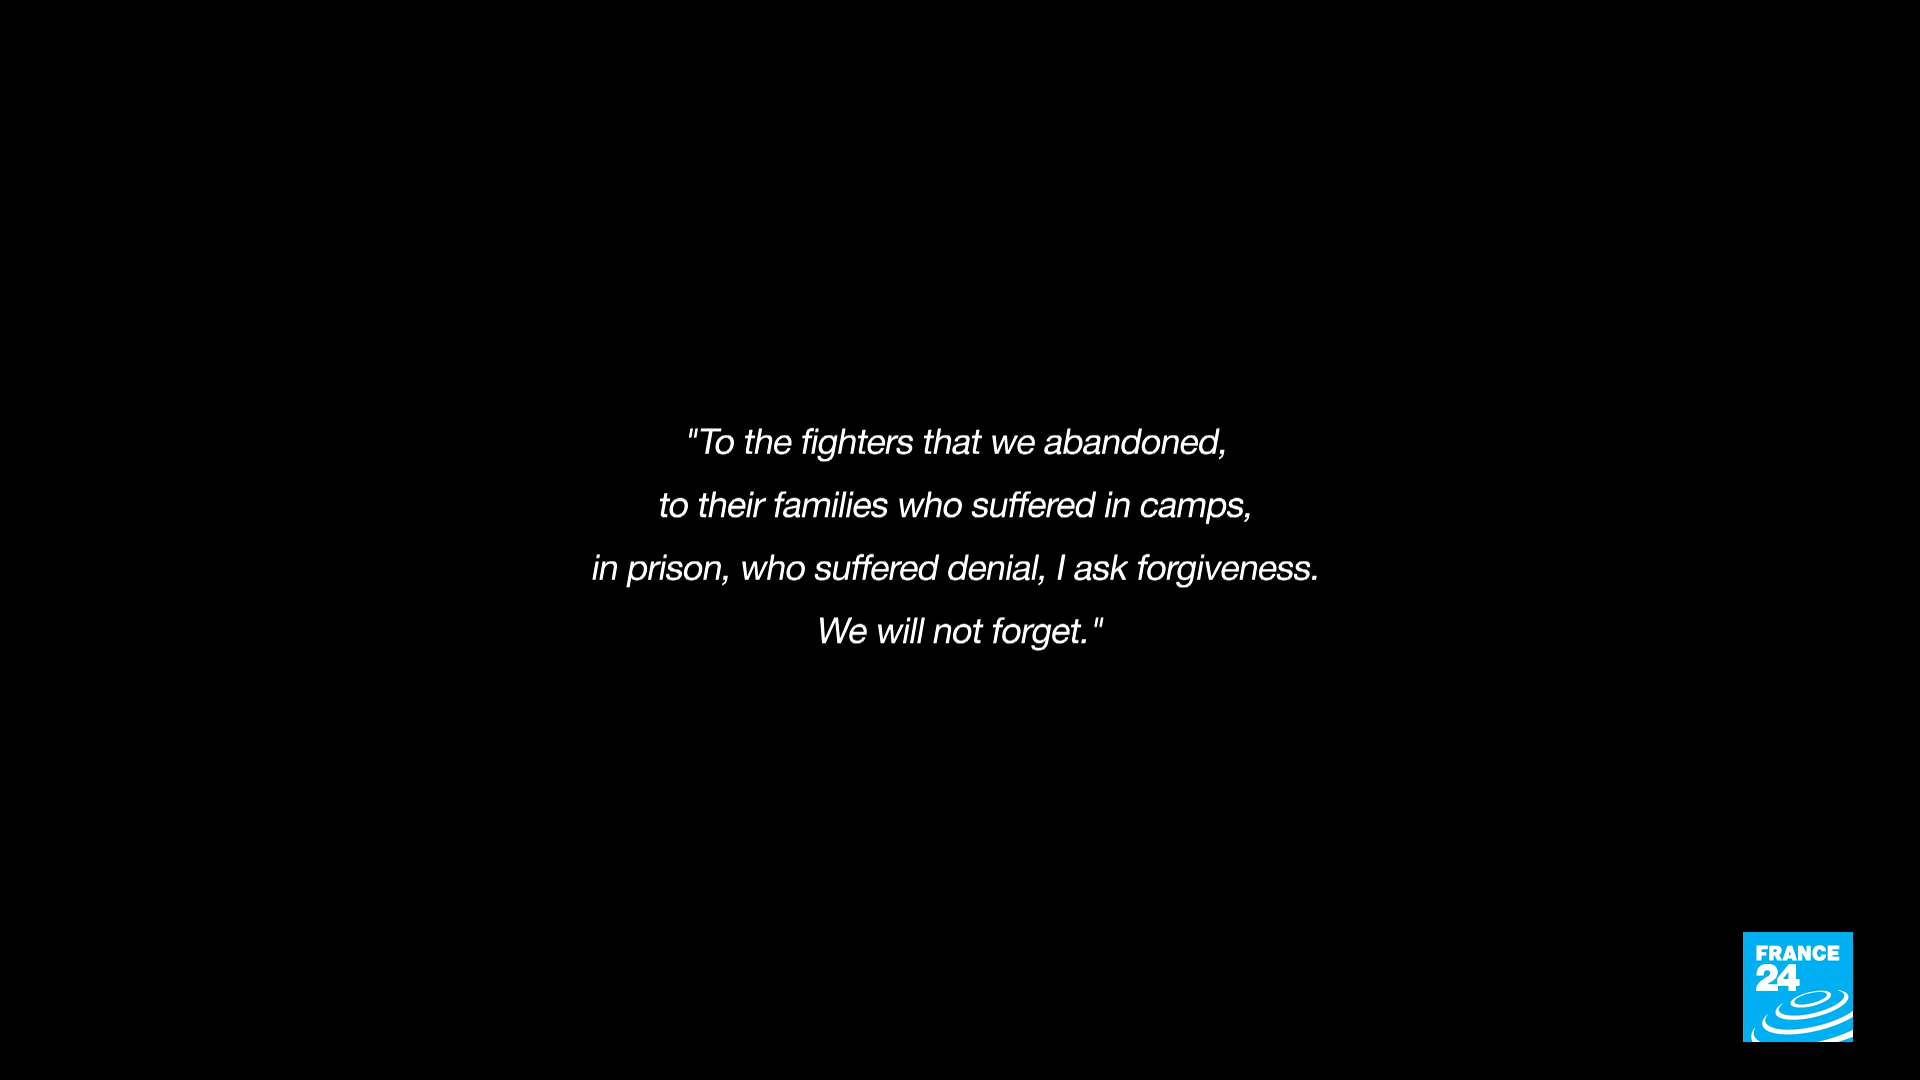 "To the fighters that we abandoned,
to their families who suffered in camps,
in prison, who suffered denial, I ask forgiveness.
We will not forget."
FRANCE
24